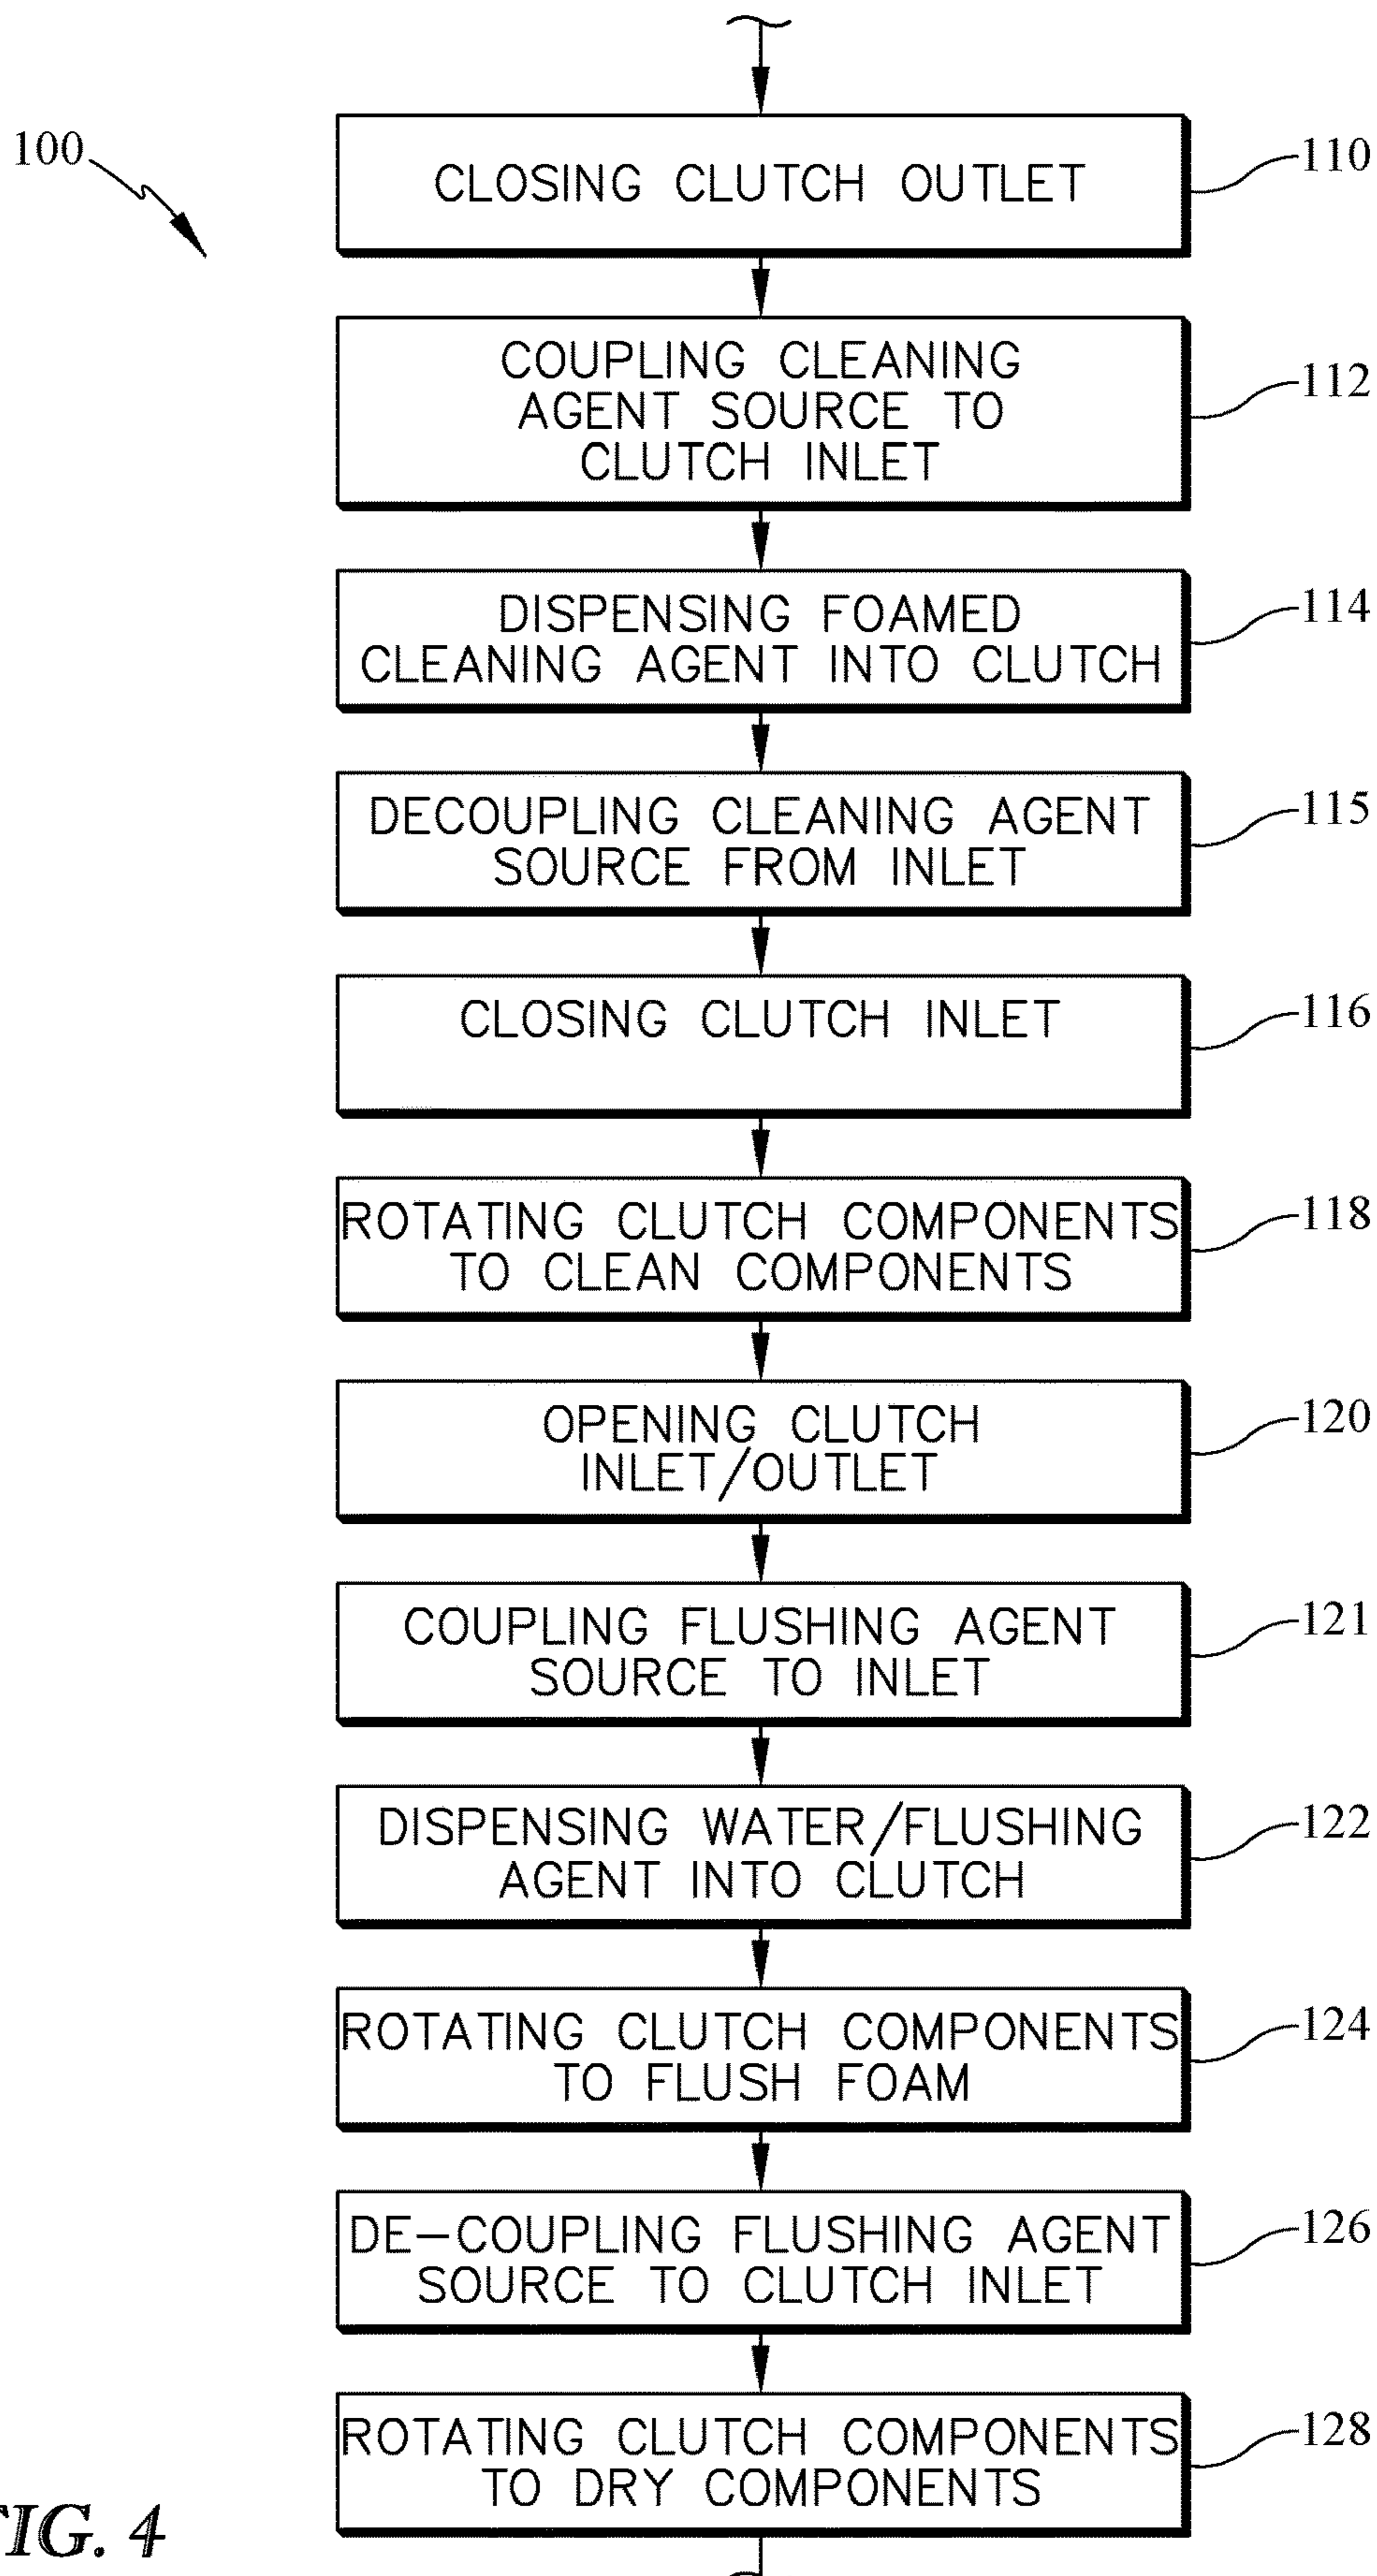 100
CLOSING CLUTCH OUTLET
110
COUPLING CLEANING
AGENT SOURCE TO
CLUTCH INLET
112
DISPENSING FOAMED
CLEANING AGENT INTO CLUTCH
114
DECOUPLING CLEANING AGENT
SOURCE FROM INLET
115
CLOSING CLUTCH INLET
116
ROTATING CLUTCH COMPONENTS
TO CLEAN COMPONENTS
118
OPENING CLUTCH
INLET/OUTLET
120
COUPLING FLUSHING AGENT
SOURCE TO INLET
121
DISPENSING WATER/FLUSHING
AGENT INTO CLUTCH
122
ROTATING CLUTCH COMPONENTS
TO FLUSH FOAM
124
DE-COUPLING FLUSHING AGENT
SOURCE TO CLUTCH INLET
126
ROTATING CLUTCH COMPONENTS
TO DRY COMPONENTS
128
FIG. 4